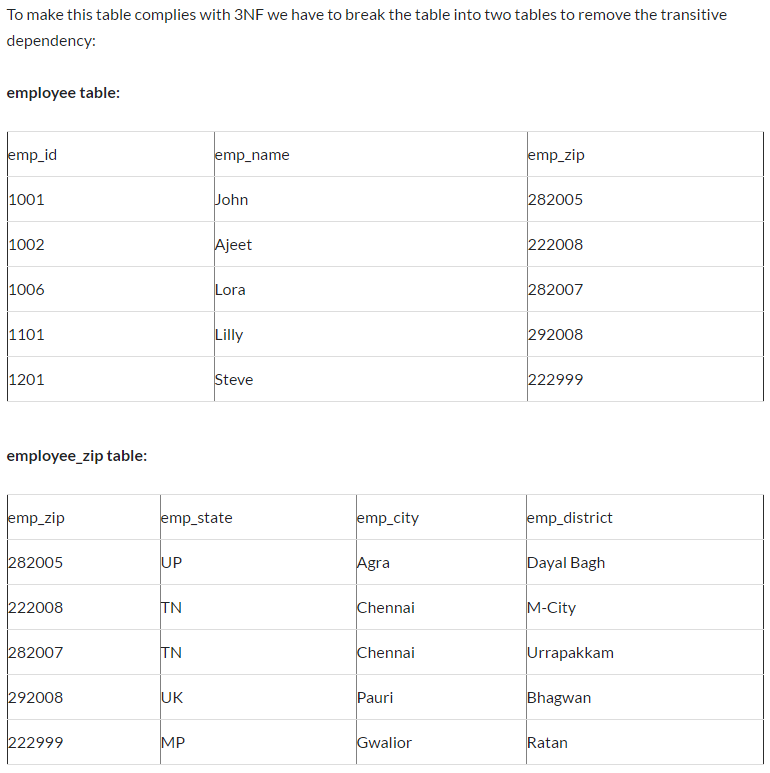 To make this table complies with 3NF we have to break the table into two tables to remove the transitive
dependency:
employee table:
emp_id emp_name emp_zip
1001 John 282005
1002 Ajeet 222008
1006 Lora 282007
1101 Lilly 292008
1201 Steve 222999
employee_zip table:
emp_zip emp_state emp_city emp_district
282005 UP Agra Dayal Bagh
222008 TN Chennai M-City
282007 TN Chennai Urrapakkam
292008 UK Pauri Bhagwan
222999 MP Gwalior Ratan